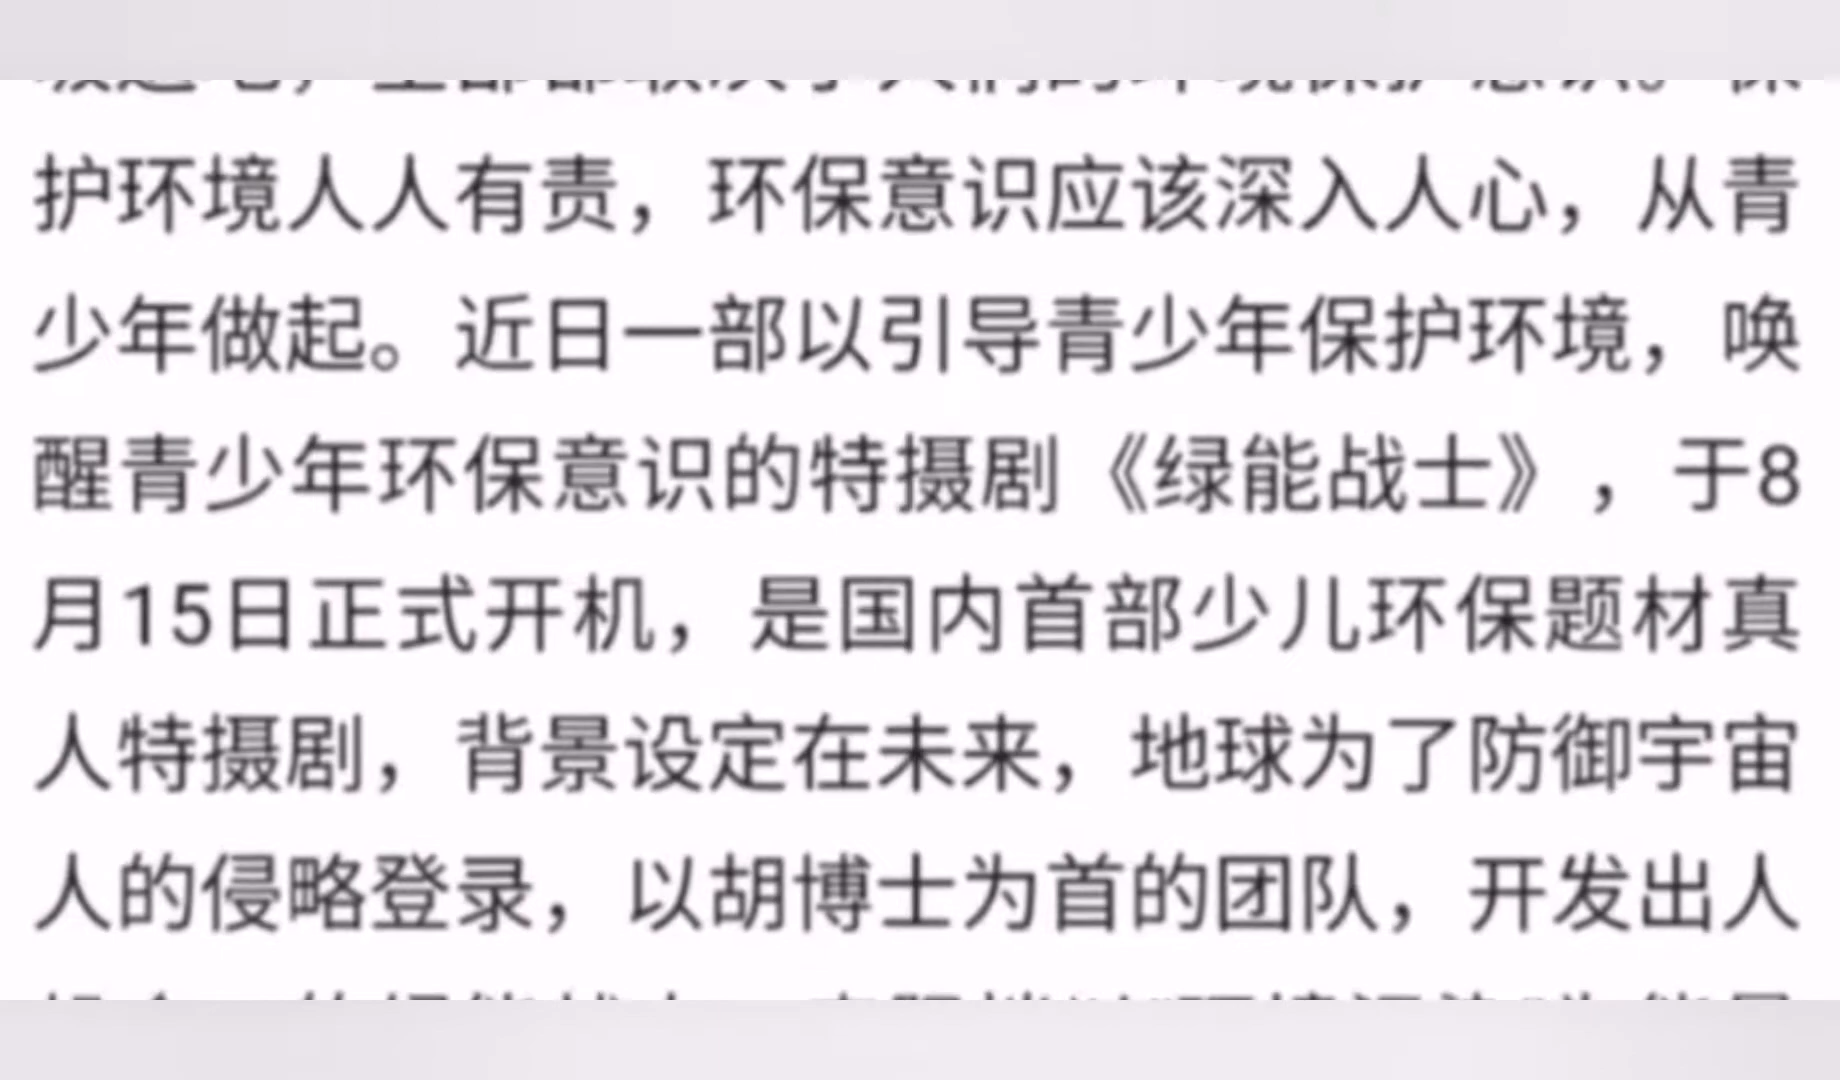 护环境人人有责，环保意识应该深入人心，从青
少年做起。近日一部以引导青少年保护环境，唤
醒青少年环保意识的特摄剧《绿能战士》，于8
月15日正式开机，是国内首部少儿环保题材真
人特摄剧，背景设定在未来，地球为了防御宇宙
人的侵略登录，以胡博士为首的团队，开发出人